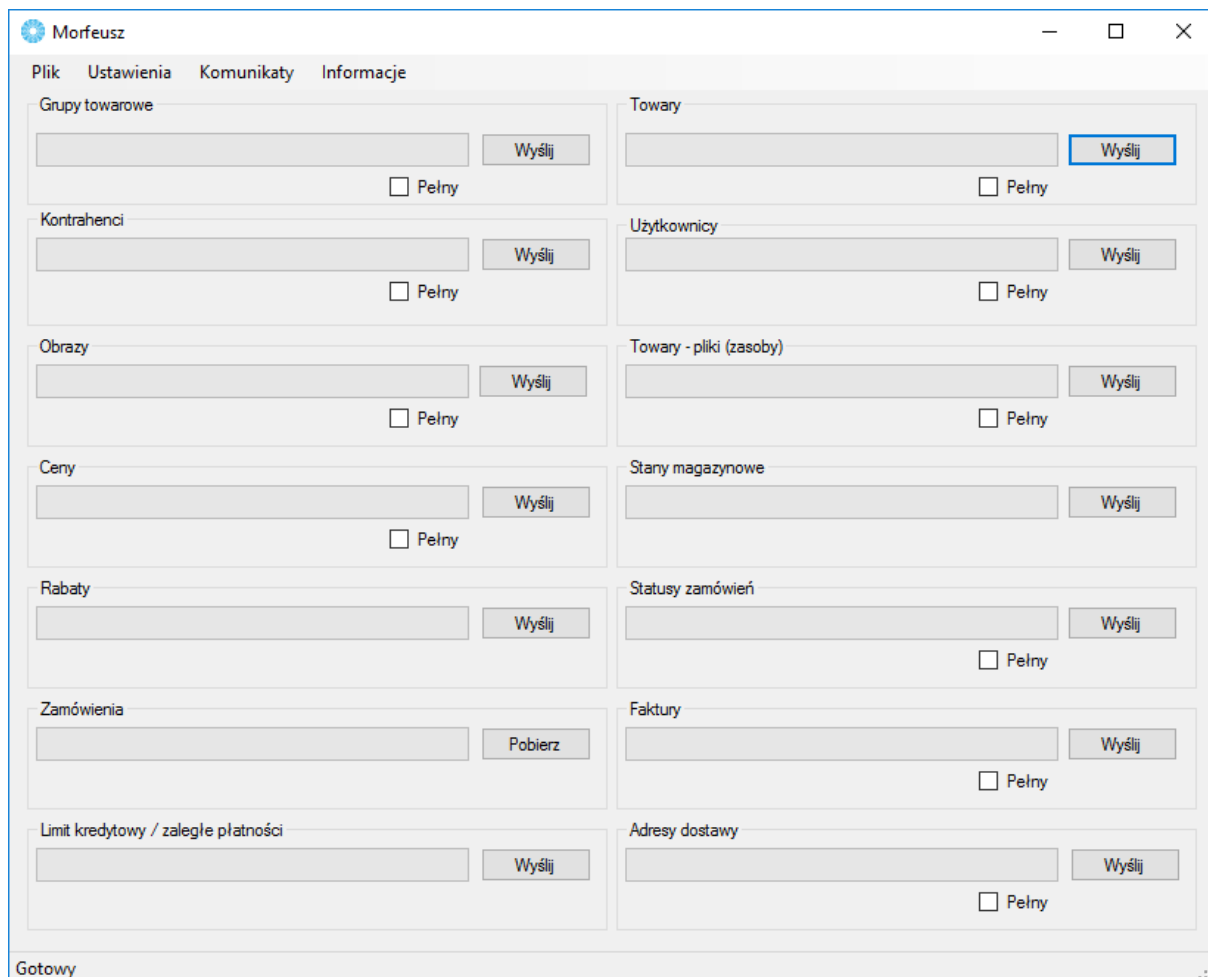 Morfeusz
Plik Ustawienia Komunikaty Informacje
Grupy towarowe
Wyślij
Pełny
Towary
Wyślij
Pełny
Kontrahenci
Wyślij
Pełny
Użytkownicy
Wyślij
Pełny
Obrazy
Wyślij
Pełny
Towary - pliki (zasoby)
Wyślij
Pełny
Ceny
Wyślij
Pełny
Stany magazynowe
Wyślij
Rabaty
Wyślij
Statusy zamówień
Wyślij
Pełny
Zamówienia
Pobierz
Faktury
Wyślij
Pełny
Limit kredytowy / zaległe płatności
Wyślij
Adresy dostawy
Wyślij
Pełny
Gotowy